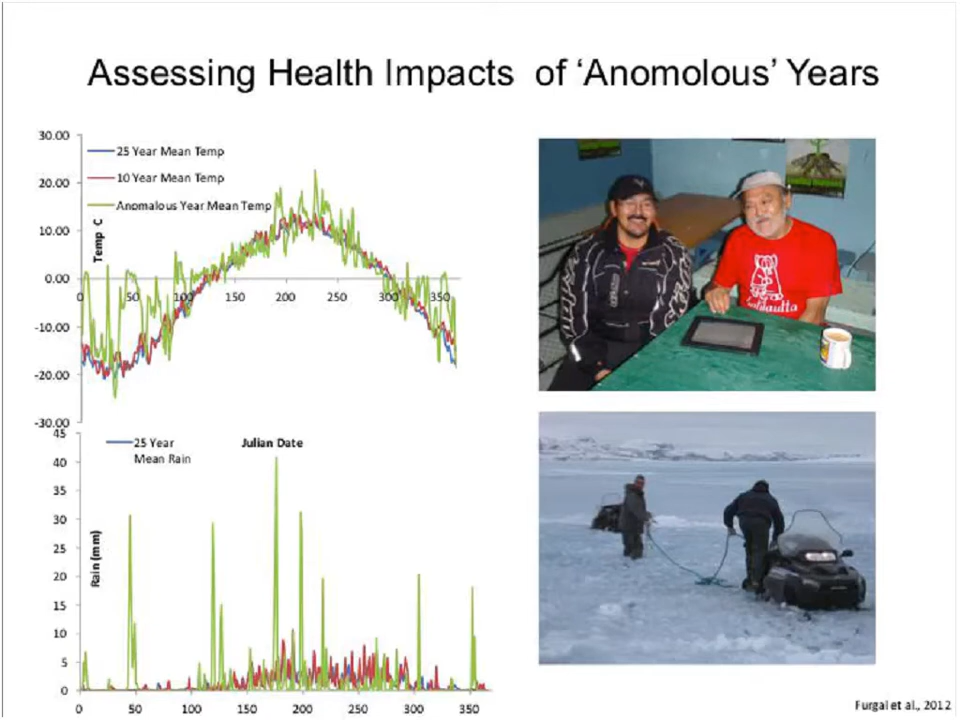 Assessing Health Impacts of ‘Anomolous’ Years
30.00
20.00
10.00
0.00
-10.00
-20.00
-30.00
Temp C
25 Year Mean Temp
10 Year Mean Temp
Anomalous Year Mean Temp
0 50 100 150 200 250 300 350
Julian Date
45
40
35
30
25
20
15
10
5
0
Rain (mm)
25 Year
Mean Rain
0 50 100 150 200 250 300 350
Furgal et al., 2012